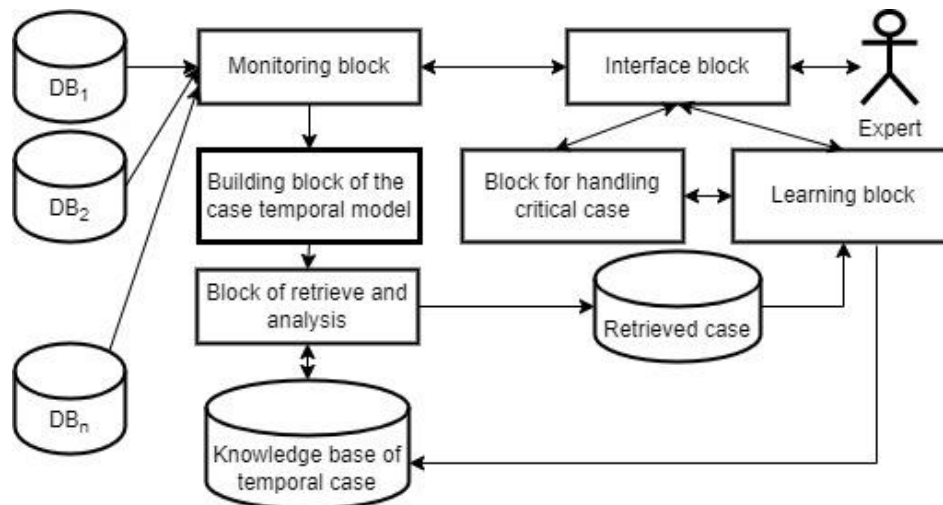 DB1
Monitoring block
Interface block
Expert
DB2
Building block of the
case temporal model
Block for handling
critical case
Learning block
Block of retrieve and
analysis
Retrieved case
DBn
Knowledge base of
temporal case